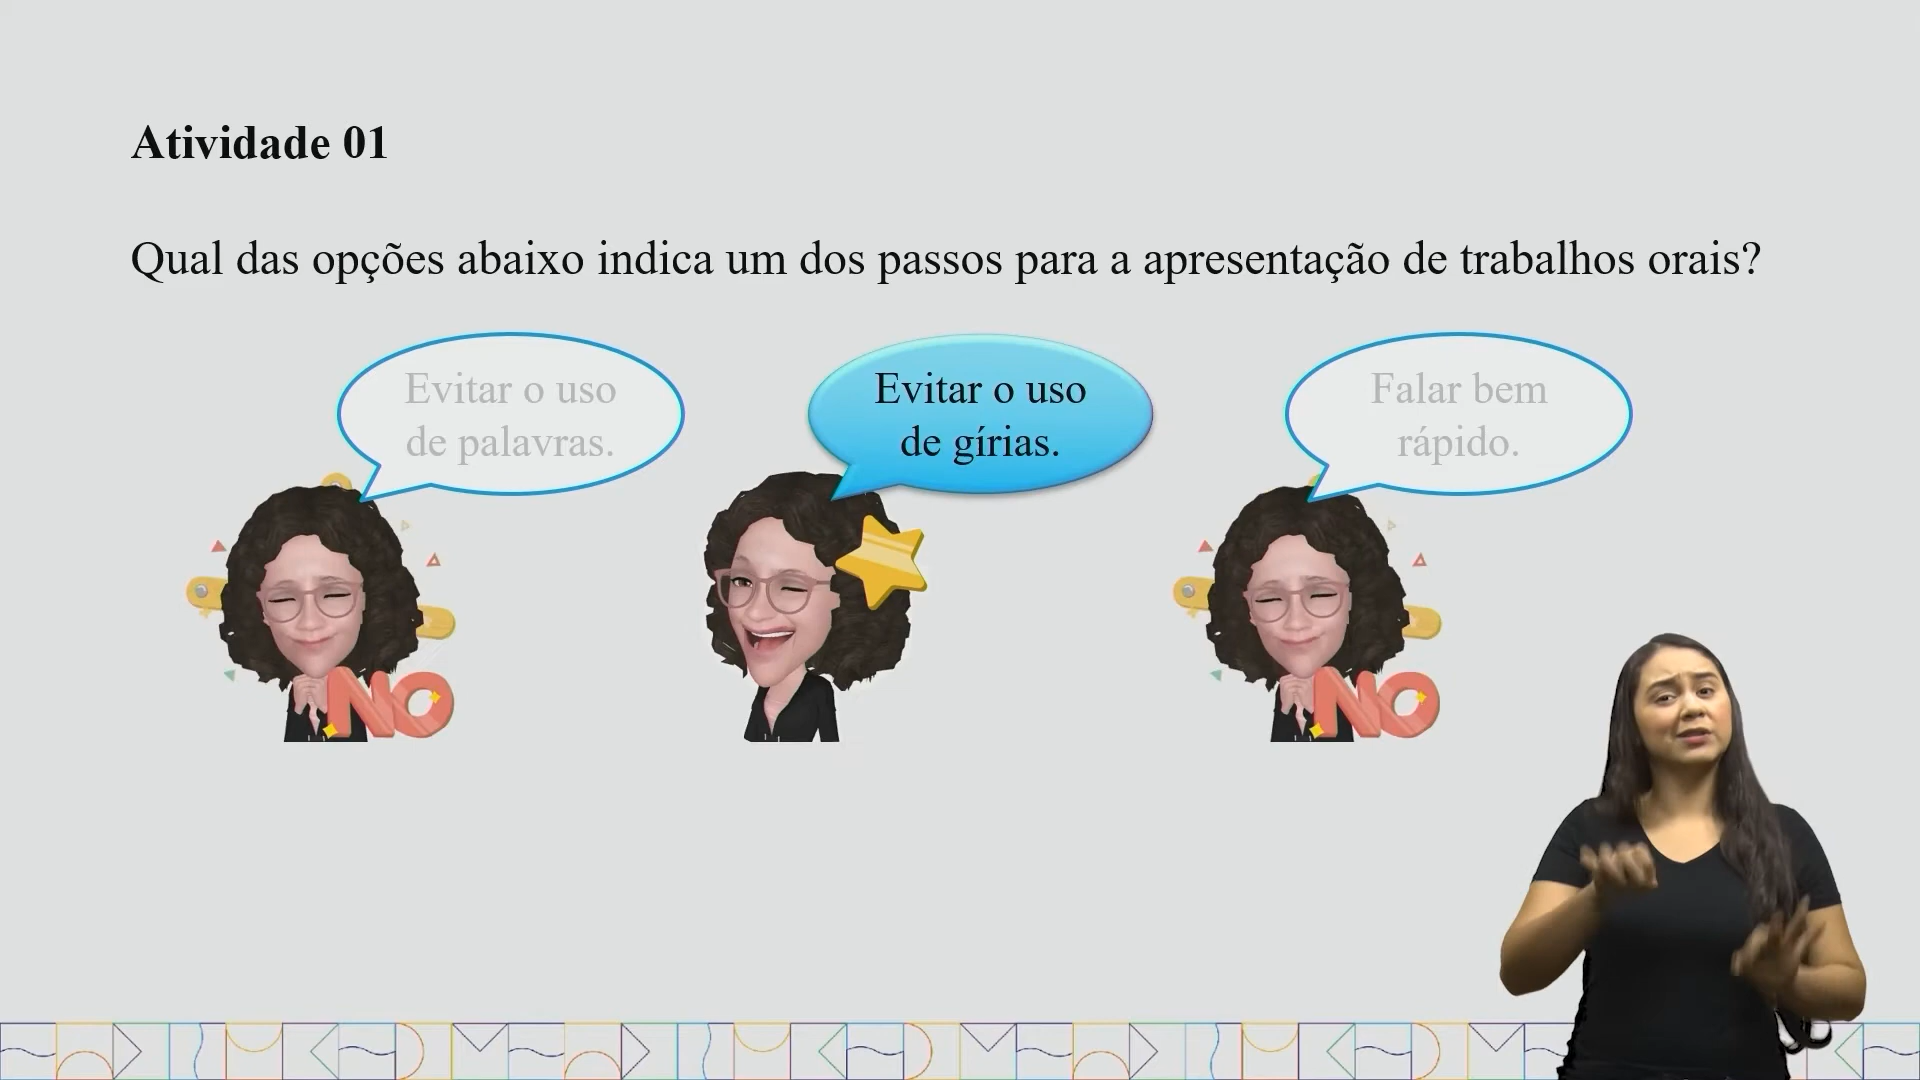 Atividade 01
Qual das opções abaixo indica um dos passos para a apresentação de trabalhos orais?
Evitar o uso
de palavras.
Evitar o uso
de gírias.
Falar bem
rápido.
NO
NO